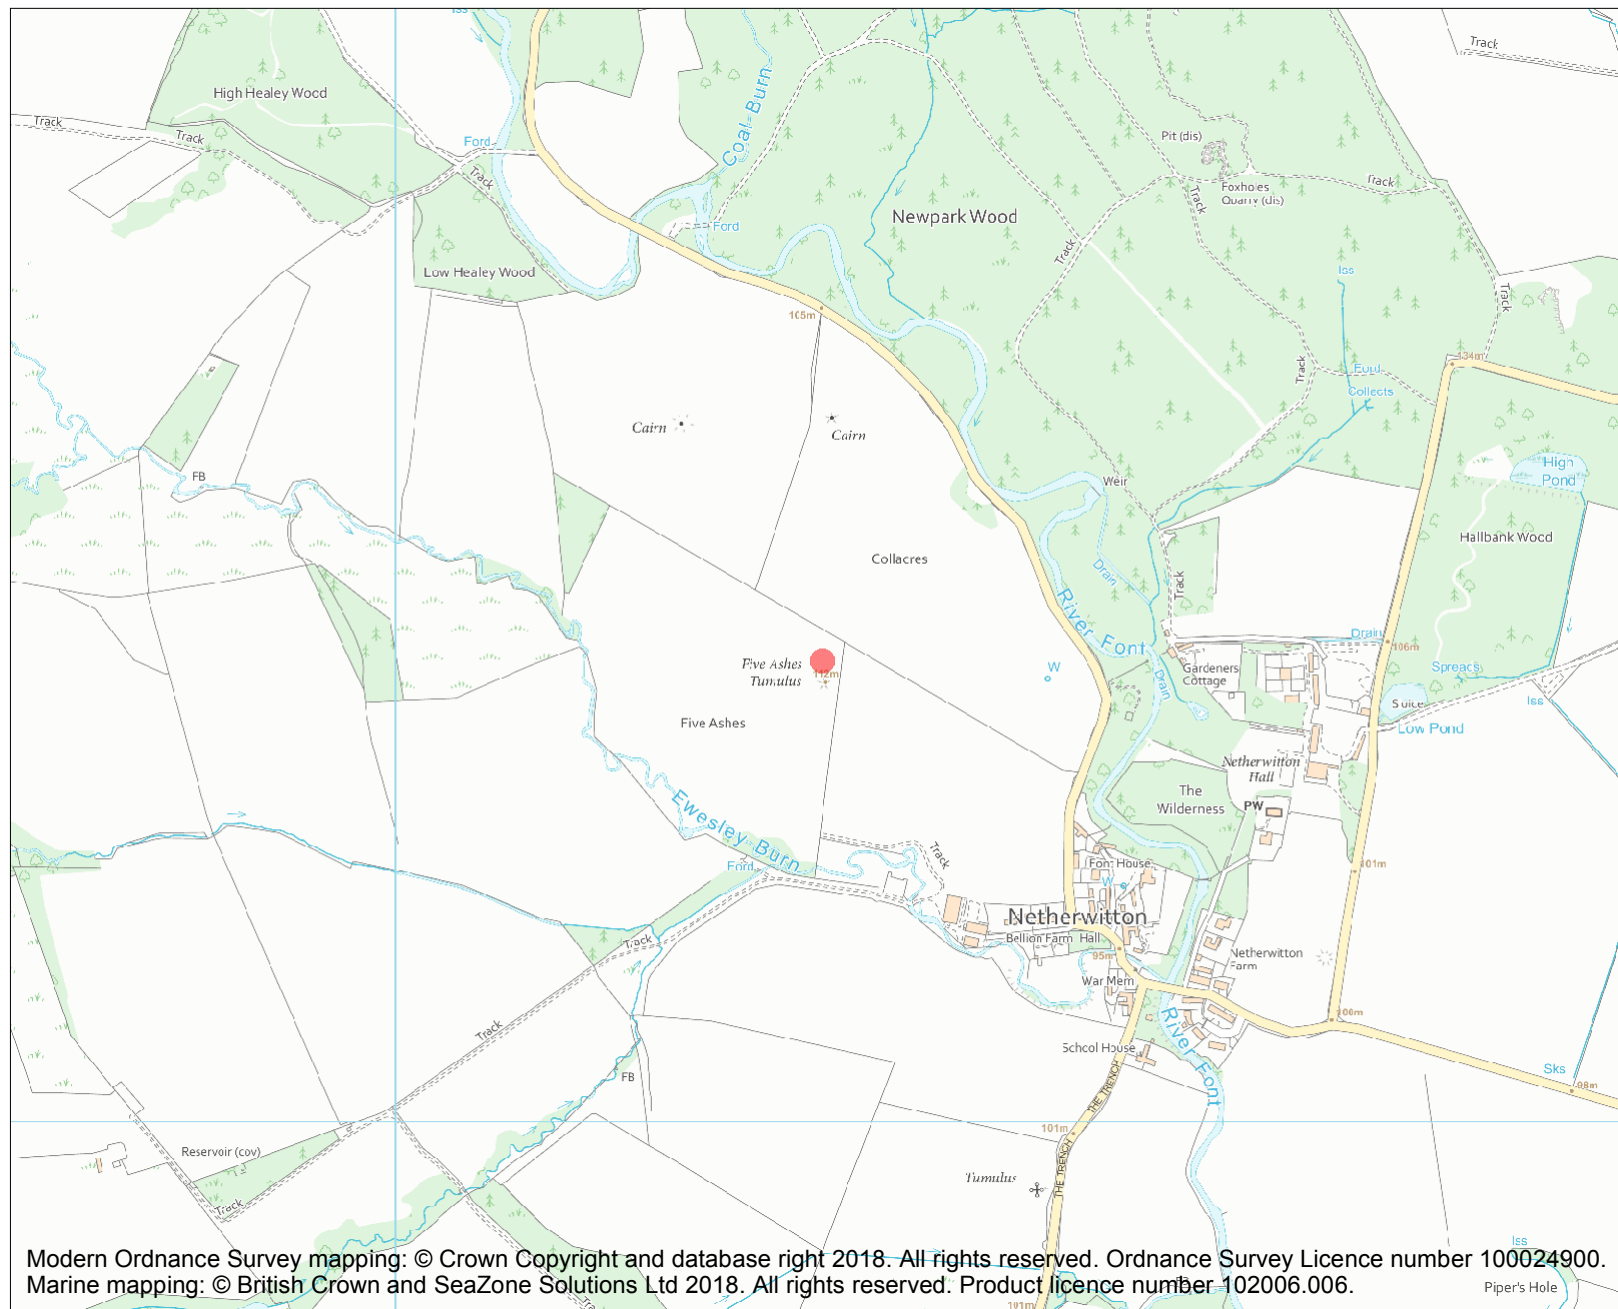 Iss
Track
High Healey Wood
Track
Track
Ford
Coal Burn
Track
Pit (dis)
Foxholes
Quarry (dis)
Track
Track
Newpark Wood
Ford
Track
Low Healey Wood
Iss
Track
105m
134m
Track
Ford
Collects
Cairn
Cairn
FB
Weir
High
Pond
Hallbank Wood
Collacres
Drain
Track
River Font
Drain
106m
Five Ashes
Tumulus
112m
W
Gardeners
Cottage
Drain
Spreads
Sluice
Iss
Low Pond
Five Ashes
Netherwitton
Hall
The
Wilderness
PW
Ewesley Burn
Track
Ford
Font House
W
101m
Netherwitton
Bellion Farm
Hall
Track
95m
Netherwitton
Farm
War Mem
100m
Track
River Font
School House
FB
Sks
98m
THE TRENCH
101m
Reservoir (cov)
THE TRENCH
Tumulus
Track
Iss
Modern Ordnance Survey mapping: © Crown Copyright and database right 2018. All rights reserved. Ordnance Survey Licence number 100024900.
Marine mapping: © British Crown and SeaZone Solutions Ltd 2018. All rights reserved. Product licence number 102006.006.
Piper's Hole
101m